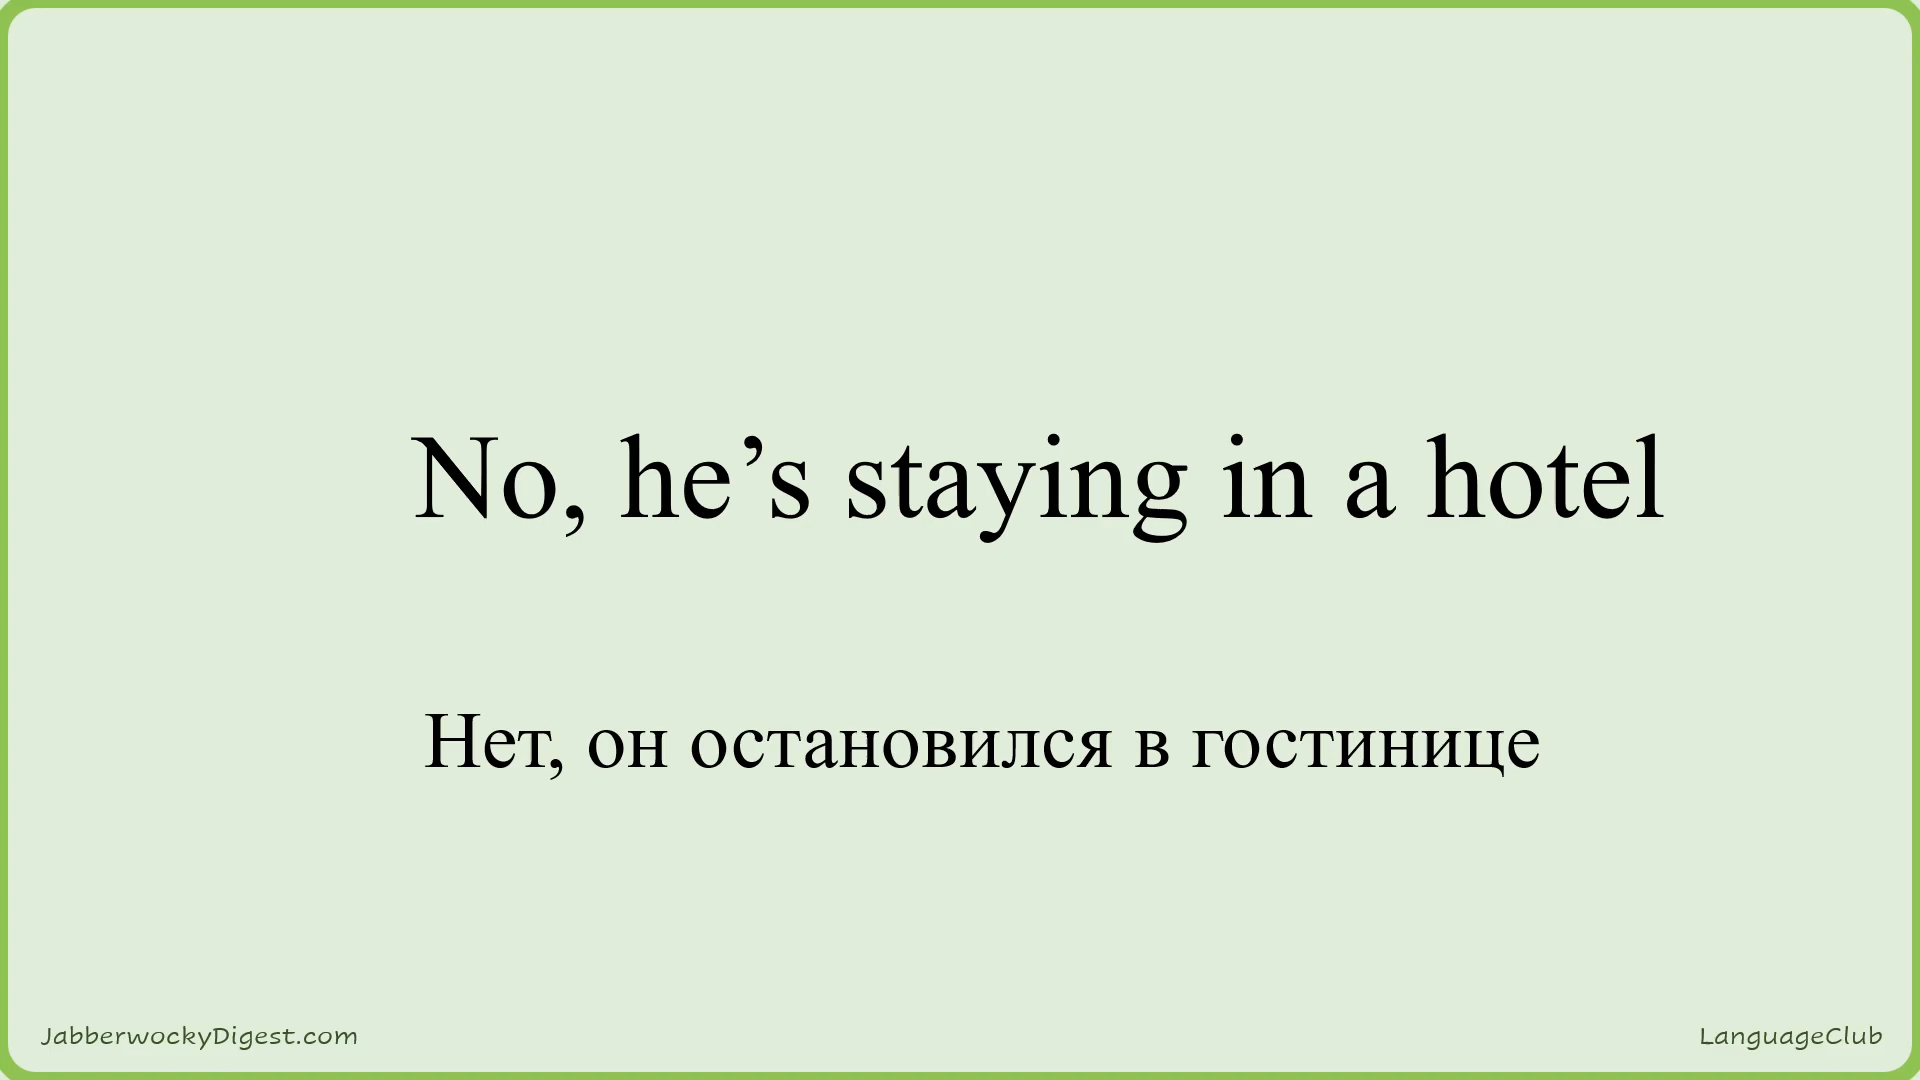 No, he’s staying in a hotel
Нет, он остановился в гостинице
JabberwockyDigest.com
LanguageClub